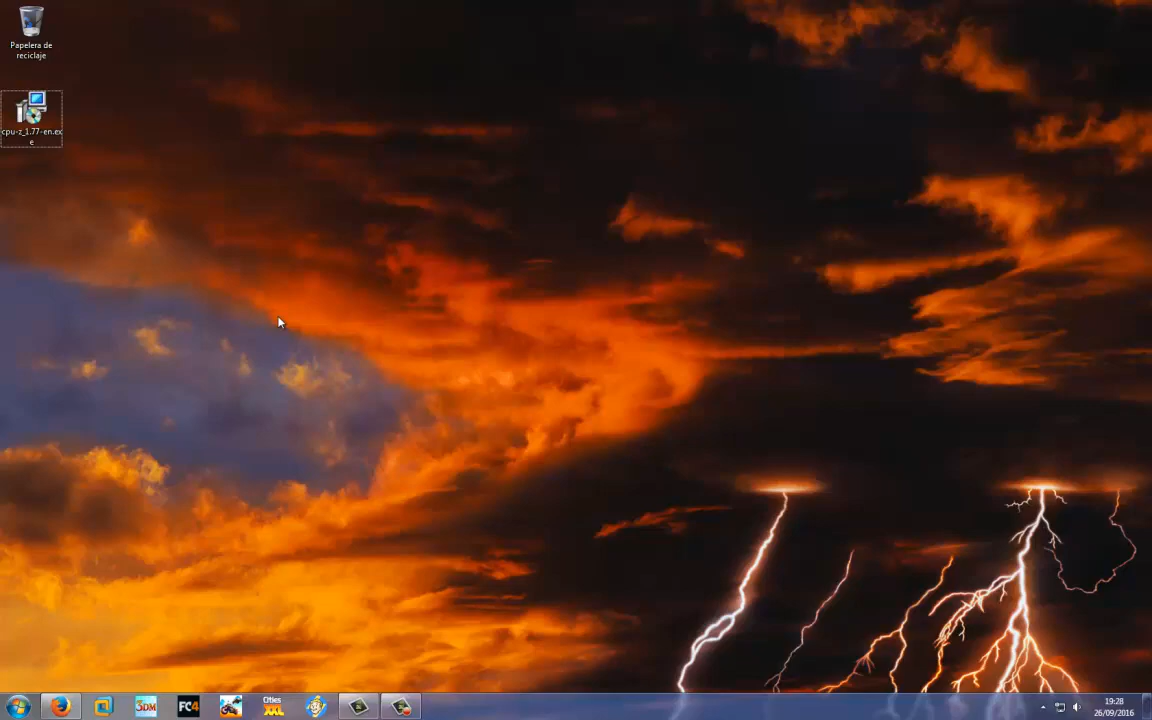 Papelera de
reciclaje
cpu-z_1.77-en.ex
e
3DM
FC4
Cities
XXL
19:28
26/09/2016